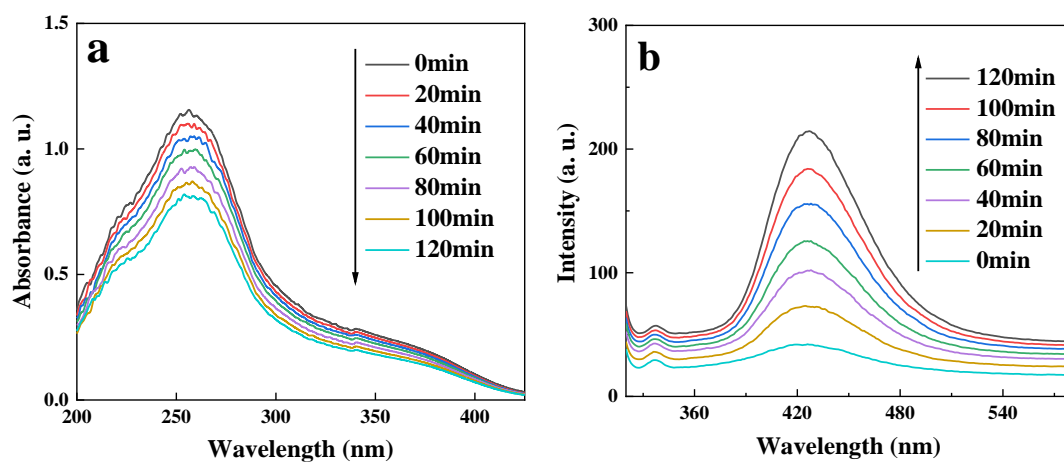 a
1.5
1.0
0.5
0.0
Absorbance (a. u.)
0min
20min
40min
60min
80min
100min
120min
200
250
300
350
400
Wavelength (nm)
b
300
200
100
0
Intensity (a. u.)
120min
100min
80min
60min
40min
20min
0min
360
420
480
540
Wavelength (nm)